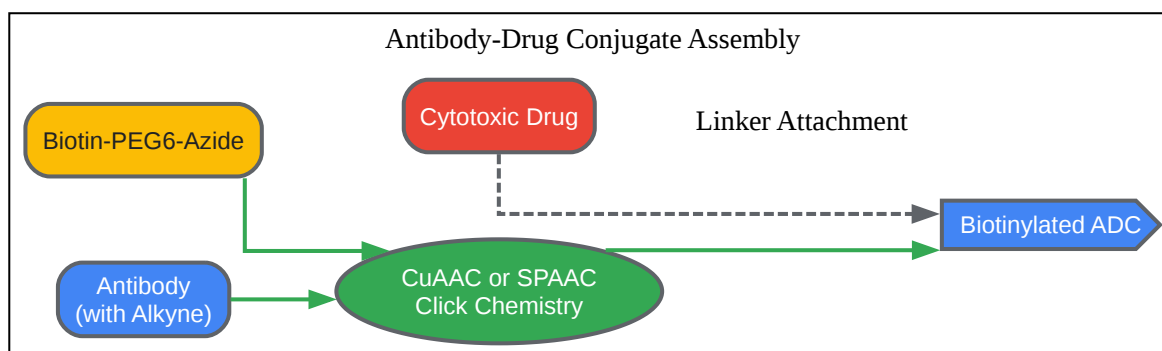 Antibody-Drug Conjugate Assembly
Cytotoxic Drug
Linker Attachment
Biotin-PEG6-Azide
Biotinylated ADC
CuAAC or SPAAC
Click Chemistry
Antibody
(with Alkyne)